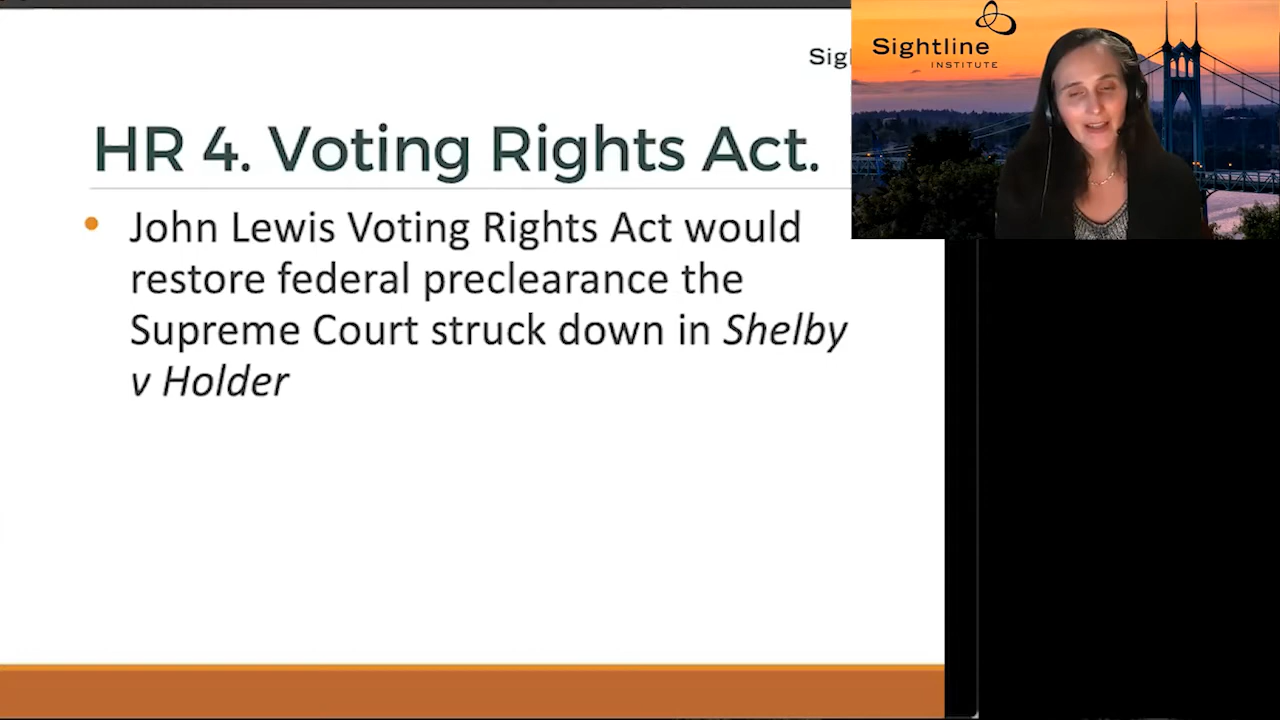 Sightline
INSTITUTE
HR 4. Voting Rights Act.
• John Lewis Voting Rights Act would
restore federal preclearance the
Supreme Court struck down in Shelby
v Holder